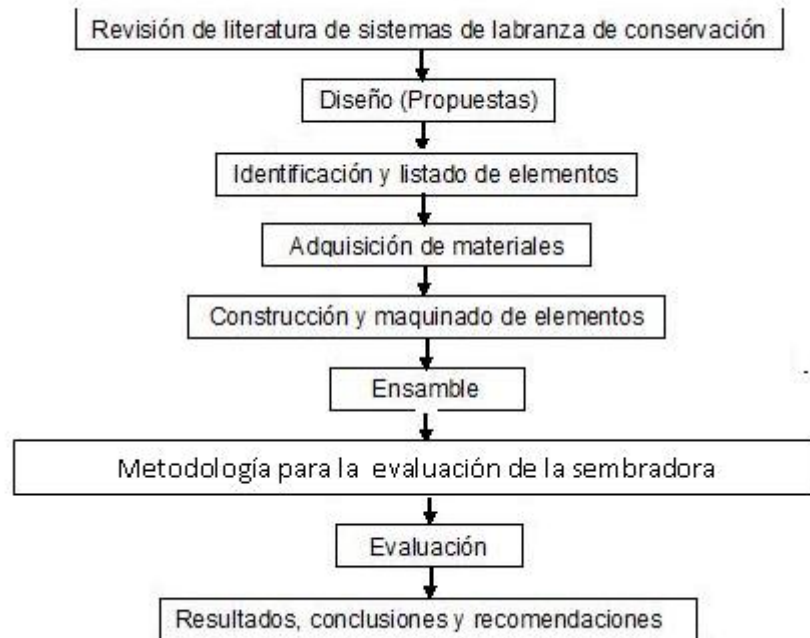 Revisión de literatura de sistemas de labranza de conservación
Diseño (Propuestas)
Identificación y listado de elementos
Adquisición de materiales
Construcción y maquinado de elementos
Ensamble
Metodología para la evaluación de la sembradora
Evaluación
Resultados, conclusiones y recomendaciones